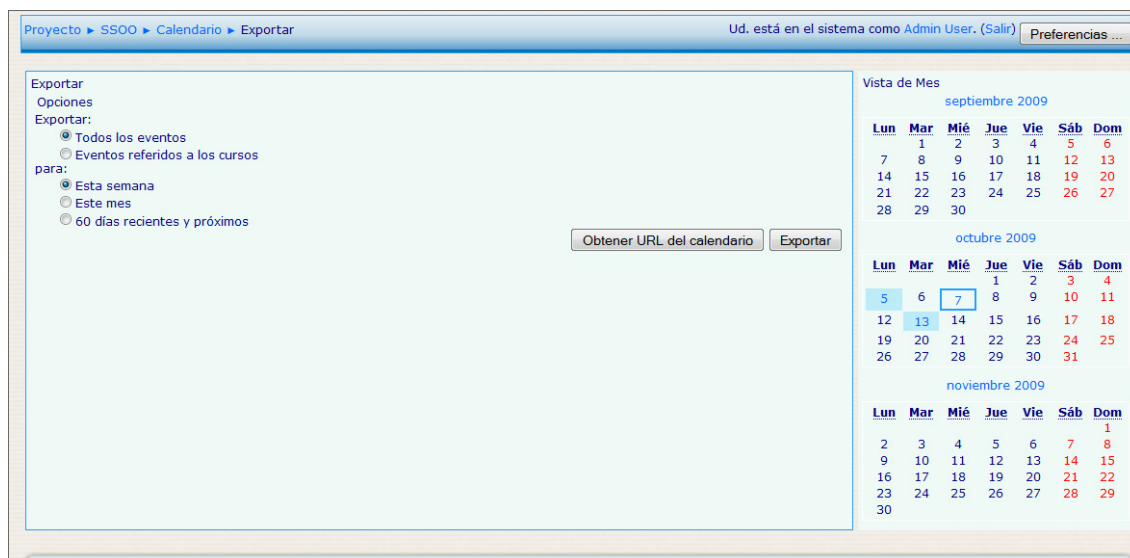 Proyecto ► SSOO ► Calendario ► Exportar
Ud. está en el sistema como Admin User. (Salir)
Preferencias ...
Exportar
Opciones
Exportar:
Todos los eventos
Eventos referidos a los cursos
para:
Esta semana
Este mes
60 días recientes y próximos
Obtener URL del calendario Exportar
Vista de Mes
septiembre 2009
Lun Mar Mié Jue Vie Sáb Dom
1 2 3 4 5 6
7 8 9 10 11 12 13
14 15 16 17 18 19 20
21 22 23 24 25 26 27
28 29 30
octubre 2009
Lun Mar Mié Jue Vie Sáb Dom
1 2 3 4
5 6 7 8 9 10 11
12 13 14 15 16 17 18
19 20 21 22 23 24 25
26 27 28 29 30 31
noviembre 2009
Lun Mar Mié Jue Vie Sáb Dom
1
2 3 4 5 6 7 8
9 10 11 12 13 14 15
16 17 18 19 20 21 22
23 24 25 26 27 28 29
30